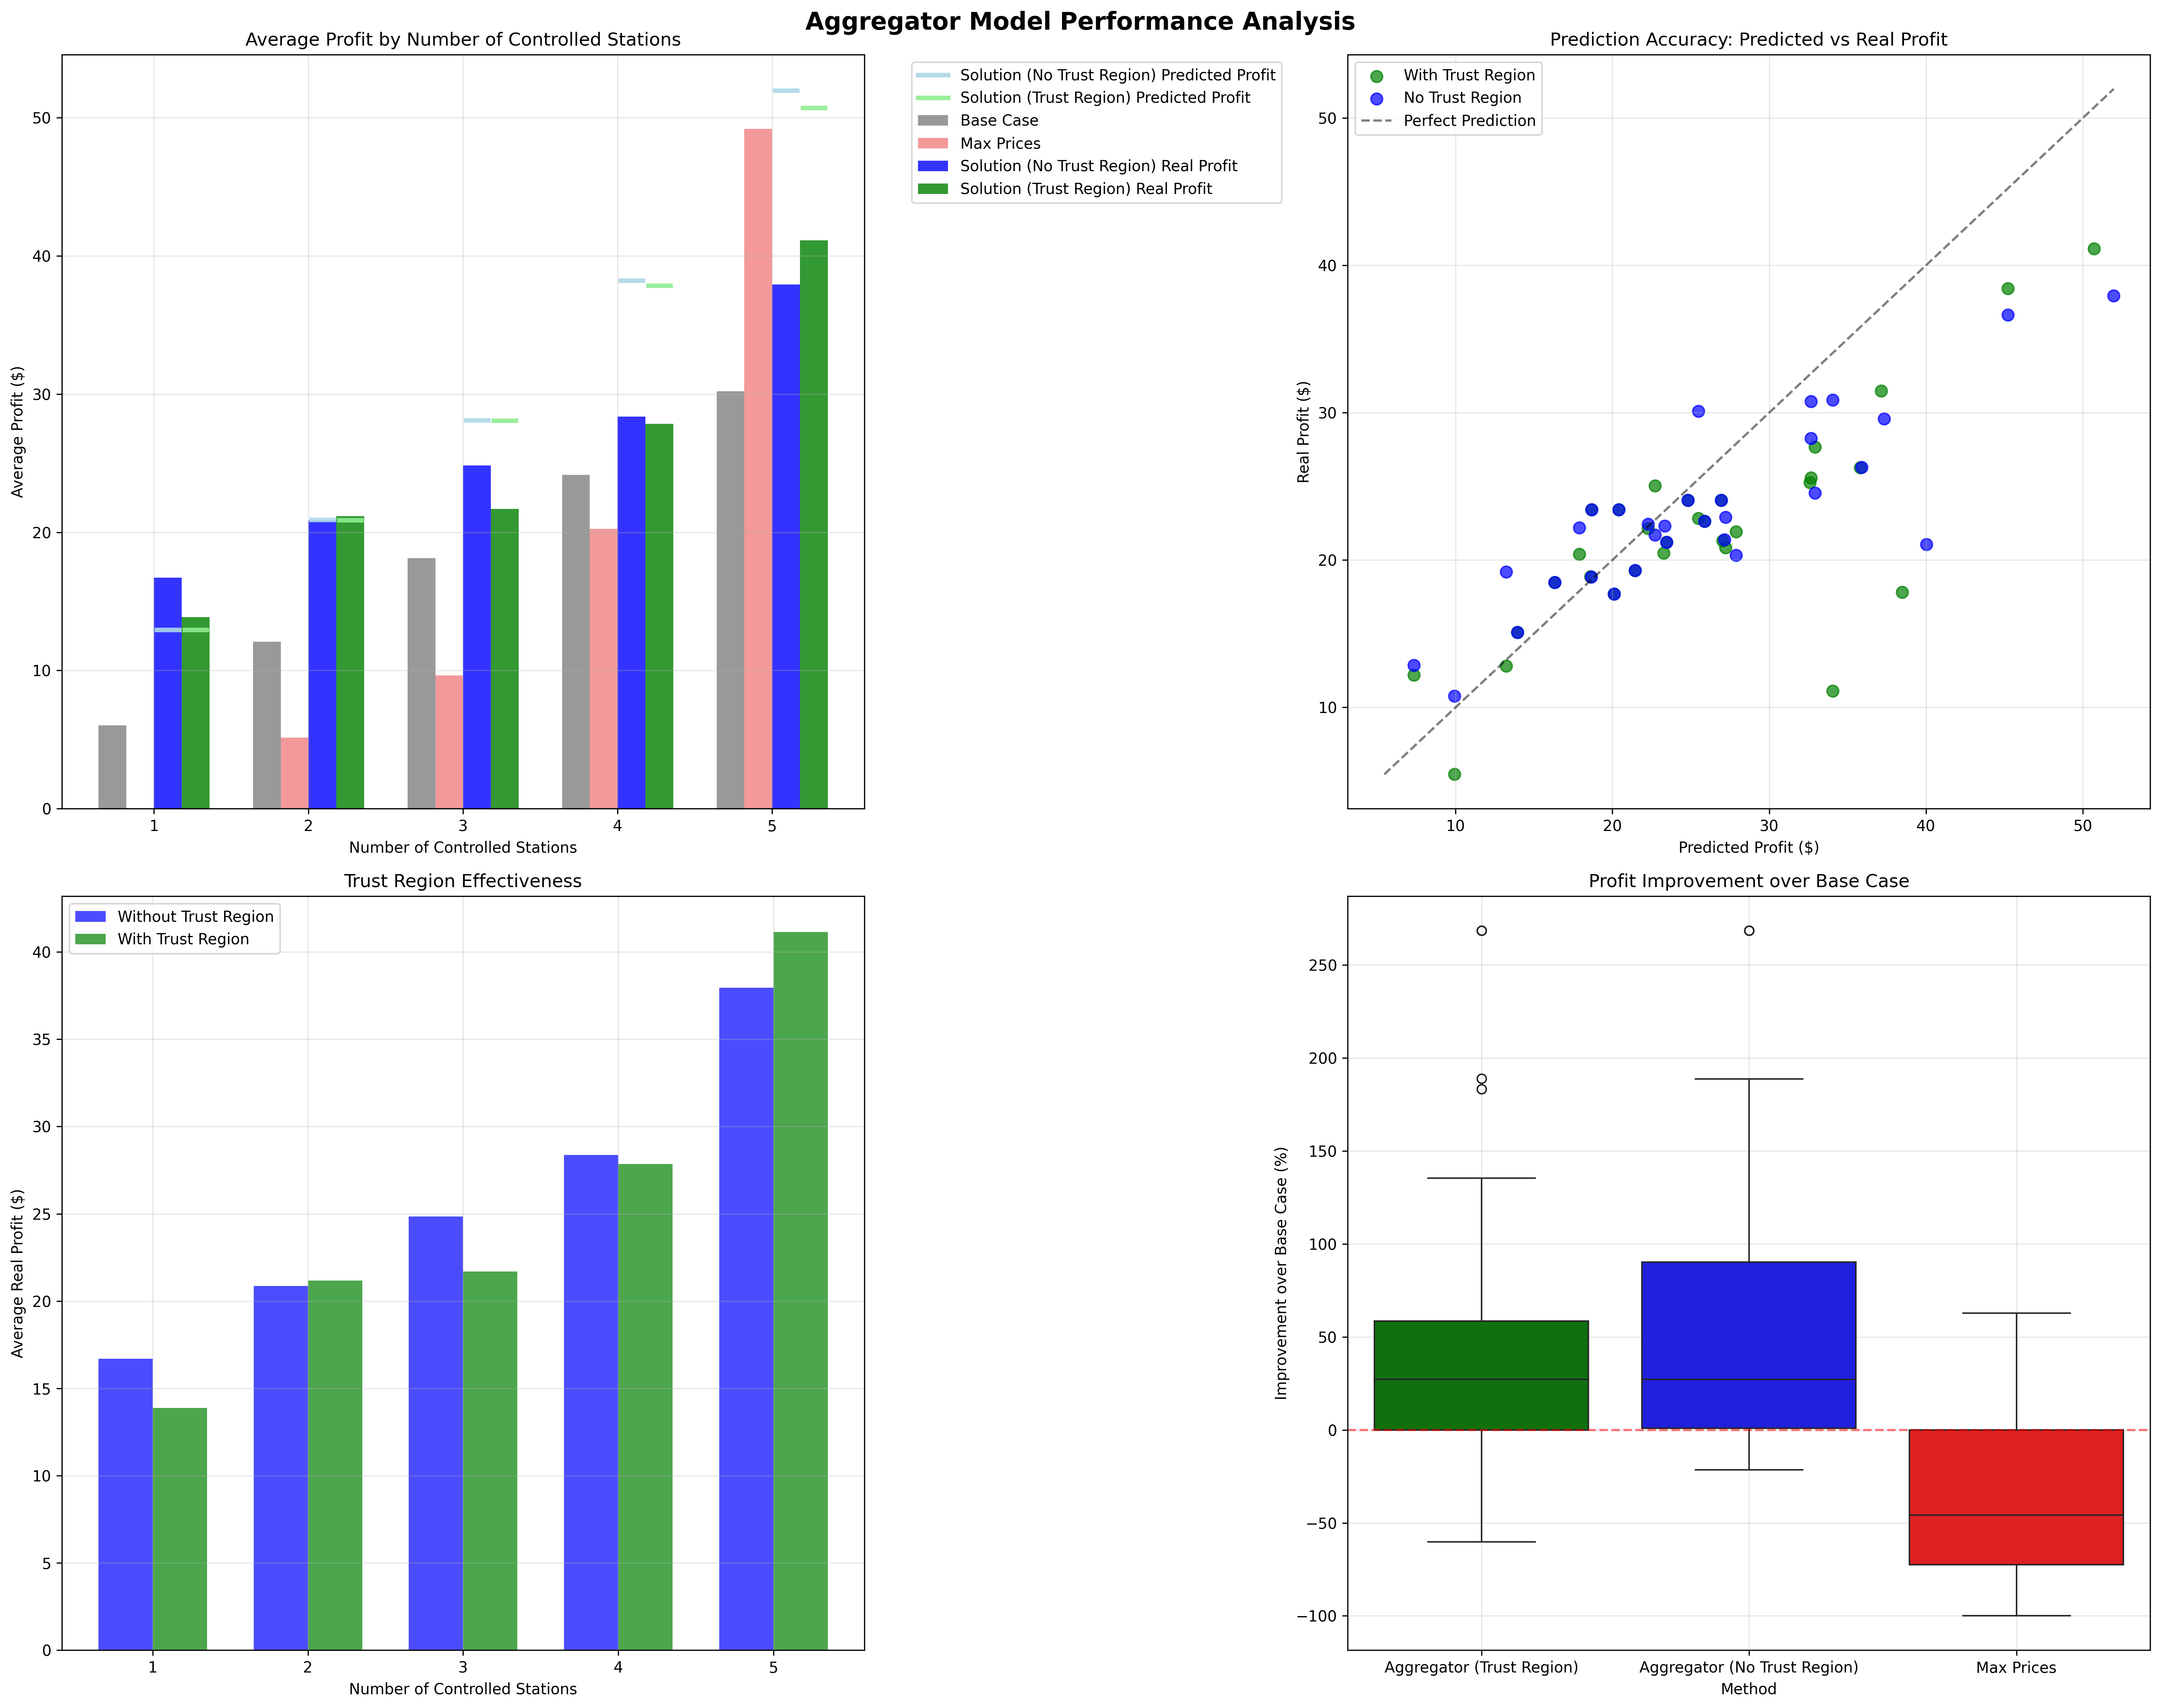 Aggregator Model Performance Analysis
Average Profit by Number of Controlled Stations
Average Profit ($)
50
40
30
20
10
0
1 2 3 4 5
Number of Controlled Stations
Solution (No Trust Region) Predicted Profit
Solution (Trust Region) Predicted Profit
Base Case
Max Prices
Solution (No Trust Region) Real Profit
Solution (Trust Region) Real Profit
Prediction Accuracy: Predicted vs Real Profit
With Trust Region
No Trust Region
Perfect Prediction
Real Profit ($)
50
40
30
20
10
10 20 30 40 50
Predicted Profit ($)
Trust Region Effectiveness
Without Trust Region
With Trust Region
Average Real Profit ($)
40
35
30
25
20
15
10
5
0
1 2 3 4 5
Number of Controlled Stations
Profit Improvement over Base Case
Improvement over Base Case (%)
250
200
150
100
50
0
−50
−100
Aggregator (Trust Region) Aggregator (No Trust Region) Max Prices
Method